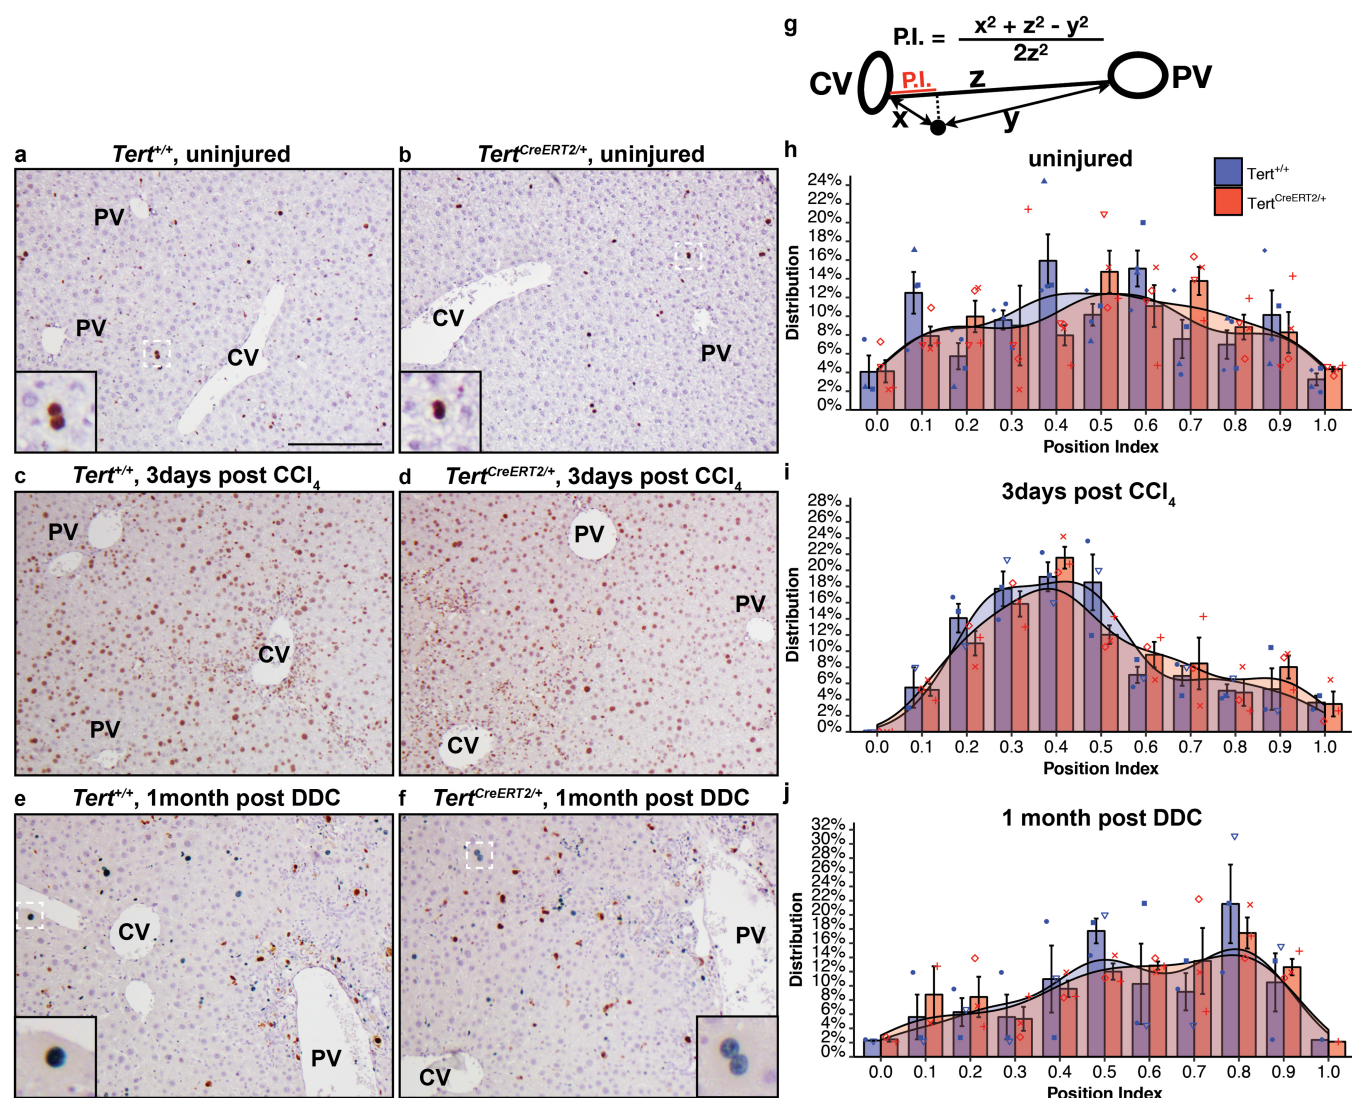 g
P.I. = x² + z² - y²
2z²
CV
P.I.
z
PV
x
y
a Tert+/+, uninjured
PV
PV
CV
b TertCreERT2/+, uninjured
CV
PV
h
uninjured
Tert+/+
TertCreERT2/+
Distribution
24%
22%
20%
18%
16%
14%
12%
10%
8%
6%
4%
2%
0%
0.0 0.1 0.2 0.3 0.4 0.5 0.6 0.7 0.8 0.9 1.0
Position Index
c Tert+/+, 3days post CCl4
PV
CV
PV
d TertCreERT2/+, 3days post CCl4
PV
PV
CV
i
3days post CCl4
Distribution
28%
26%
24%
22%
20%
18%
16%
14%
12%
10%
8%
6%
4%
2%
0%
0.0 0.1 0.2 0.3 0.4 0.5 0.6 0.7 0.8 0.9 1.0
Position Index
e Tert+/+, 1month post DDC
CV
PV
f TertCreERT2/+, 1month post DDC
PV
CV
j
1 month post DDC
Distribution
32%
30%
28%
26%
24%
22%
20%
18%
16%
14%
12%
10%
8%
6%
4%
2%
0%
0.0 0.1 0.2 0.3 0.4 0.5 0.6 0.7 0.8 0.9 1.0
Position Index